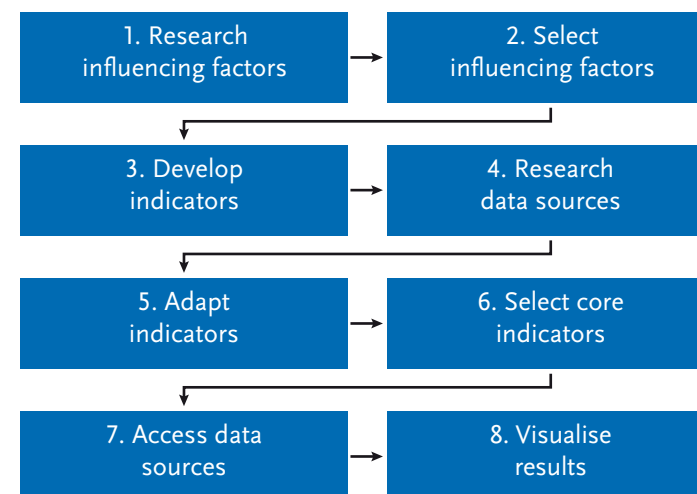 1. Research
influencing factors
2. Select
influencing factors
3. Develop
indicators
4. Research
data sources
5. Adapt
indicators
6. Select core
indicators
7. Access data
sources
8. Visualise
results